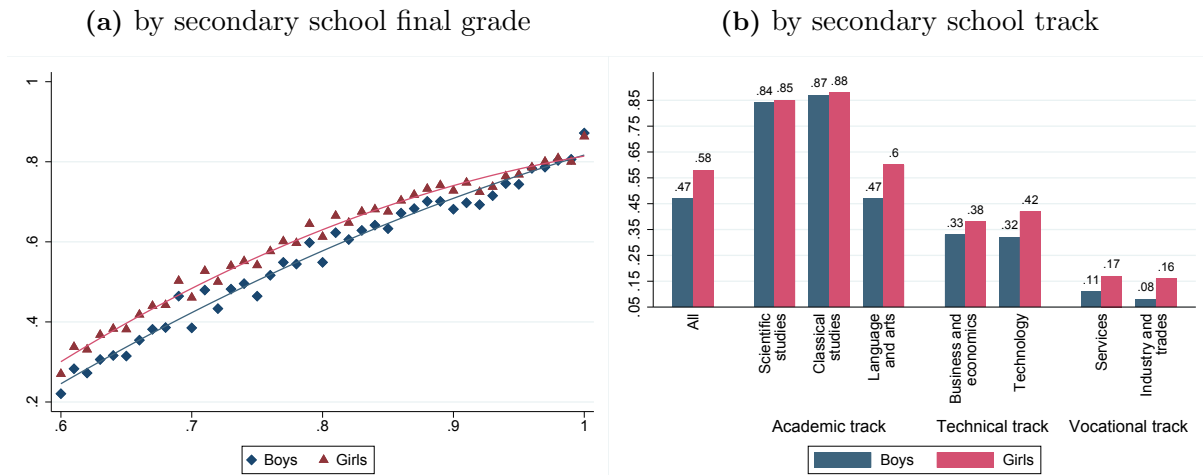 (a) by secondary school final grade
1
.8
.6
.4
.2
.6 .7 .8 .9 1
Boys Girls
(b) by secondary school track
.85
.75
.65
.55
.45
.35
.25
.15
.05
.47 .58
.84 .85
.87 .88
.47 .6
.33 .38
.32 .42
.11 .17
.08 .16
All
Scientific
studies
Classical
studies
Language
and arts
Business and
economics
Technology
Services
Industry and
trades
Academic track Technical track Vocational track
Boys Girls